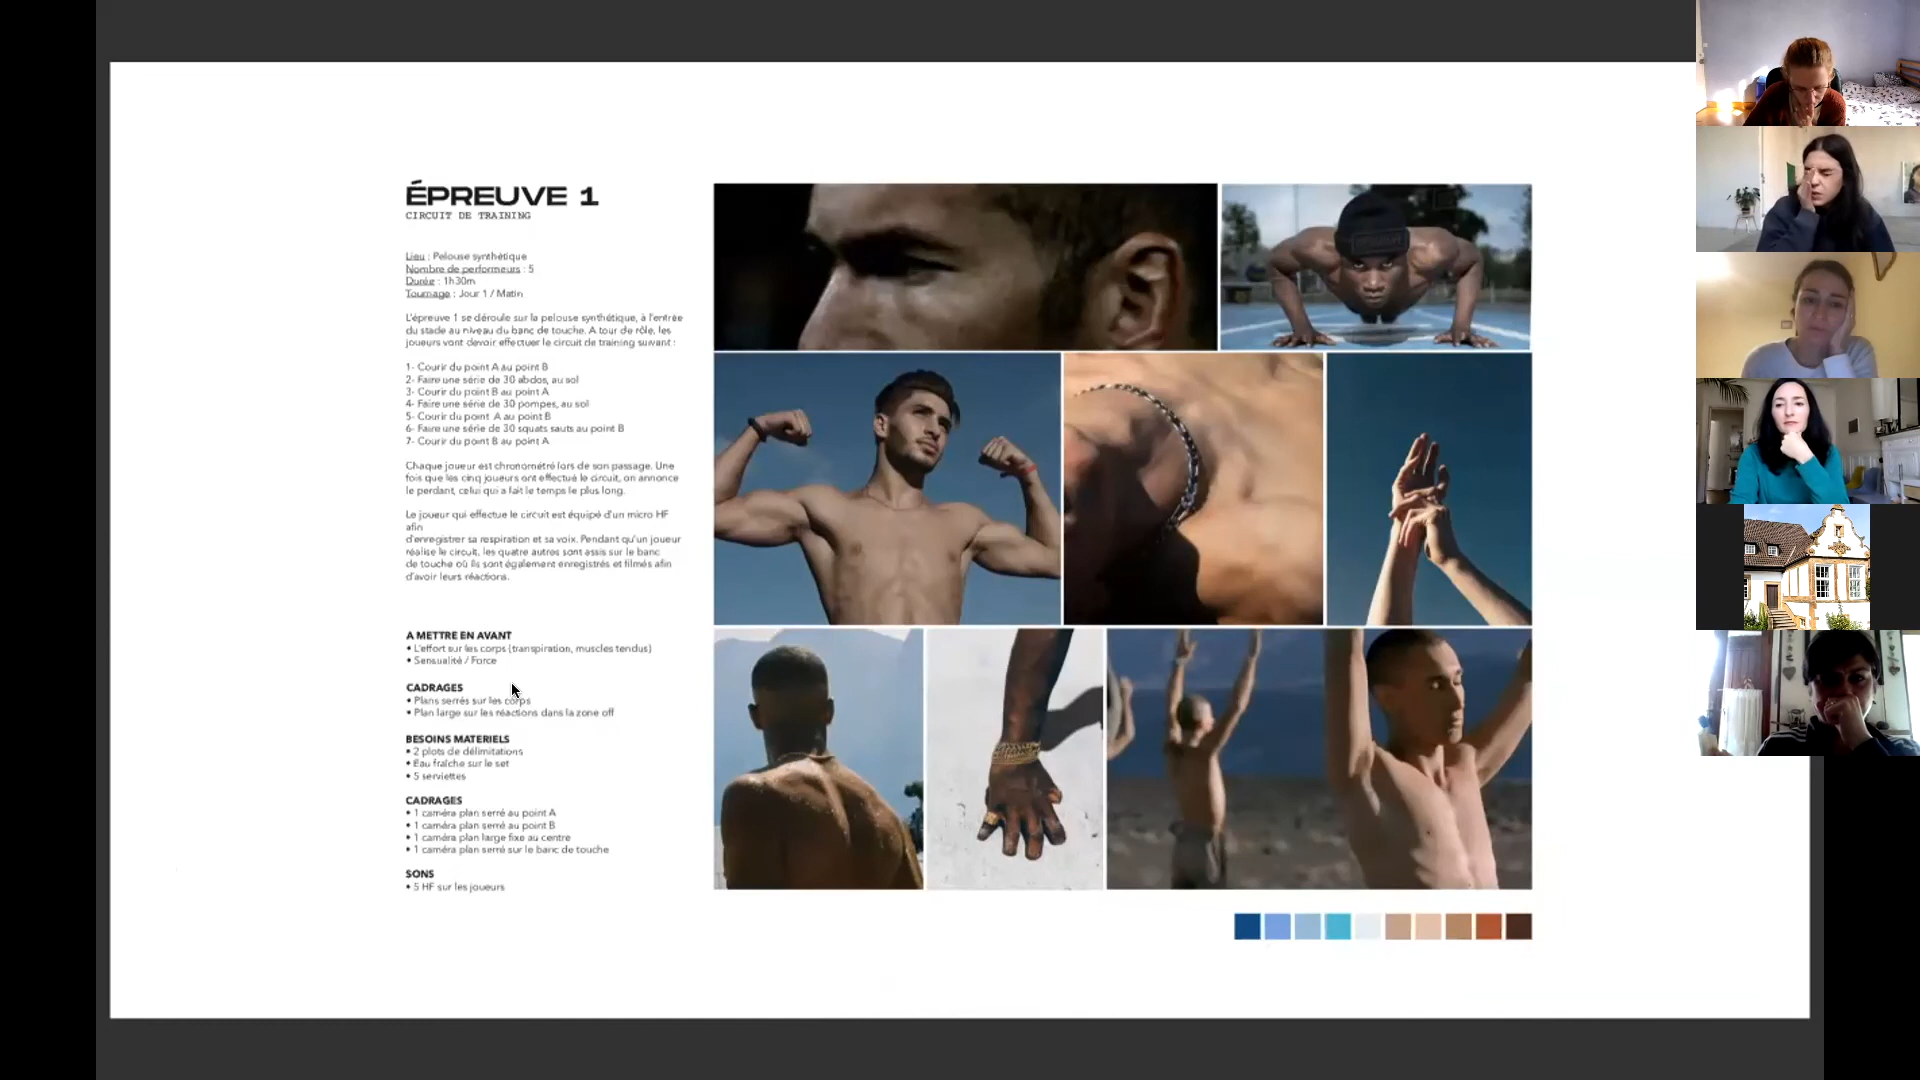 ÉPREUVE 1
CIRCUIT DE TRAINING
Lieu : Pelouse synthétique
Nombre de performeurs : 5
Durée : 1h30m
Tournage : Jour 1 / Matin
L'épreuve 1 se déroule sur la pelouse synthétique, à l'entrée
du stade au niveau du banc de touche. A tour de rôle, les
joueurs vont devoir effectuer le circuit de training suivant :
1- Courir du point A au point B
2- Faire une série de 30 abdos, au sol
3- Courir du point B au point A
4- Faire une série de 30 pompes, au sol
5- Courir du point A au point B
6- Faire une série de 30 squats sauts au point B
7- Courir du point B au point A
Chaque joueur est chronométré lors de son passage. Une
fois que les cinq joueurs ont effectué le circuit, on annonce
le perdant, celui qui a fait le temps le plus long.
Le joueur qui effectue le circuit est équipé d'un micro HF
afin
d'enregistrer sa respiration et sa voix. Pendant qu'un joueur
réalise le circuit, les quatre autres sont assis sur le banc
de touche où ils sont également enregistrés et filmés afin
d'avoir leurs réactions.
A METTRE EN AVANT
• L'effort sur les corps (transpiration, muscles tendus)
• Sensualité / Force
CADRAGES
• Plans serrés sur les corps
• Plan large sur les réactions dans la zone off
BESOINS MATERIELS
• 2 plots de délimitations
• Eau fraîche sur le set
• 5 serviettes
CADRAGES
• 1 caméra plan serré au point A
• 1 caméra plan serré au point B
• 1 caméra plan large fixe au centre
• 1 caméra plan serré sur le banc de touche
SONS
• 5 HF sur les joueurs